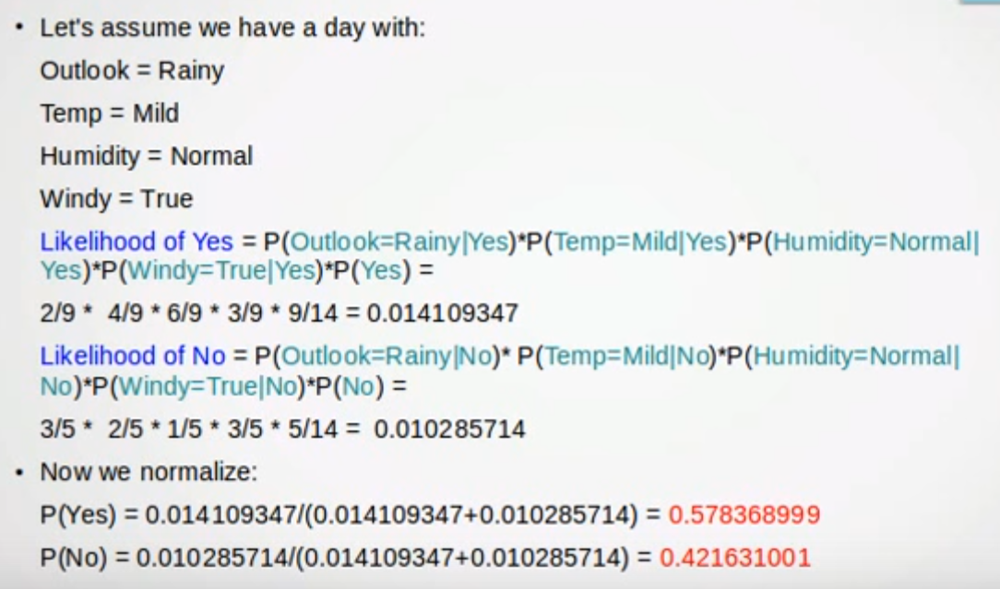 • Let's assume we have a day with:
Outlook = Rainy
Temp = Mild
Humidity = Normal
Windy = True
Likelihood of Yes = P(Outlook=Rainy|Yes)*P(Temp=Mild|Yes)*P(Humidity=Normal|
Yes)*P(Windy=True|Yes)*P(Yes) =
2/9 * 4/9 * 6/9 * 3/9 * 9/14 = 0.014109347
Likelihood of No = P(Outlook=Rainy|No)* P(Temp=Mild|No)*P(Humidity=Normal|
No)*P(Windy=True|No)*P(No) =
3/5 * 2/5 * 1/5 * 3/5 * 5/14 = 0.010285714
• Now we normalize:
P(Yes) = 0.014109347/(0.014109347+0.010285714) = 0.578368999
P(No) = 0.010285714/(0.014109347+0.010285714) = 0.421631001